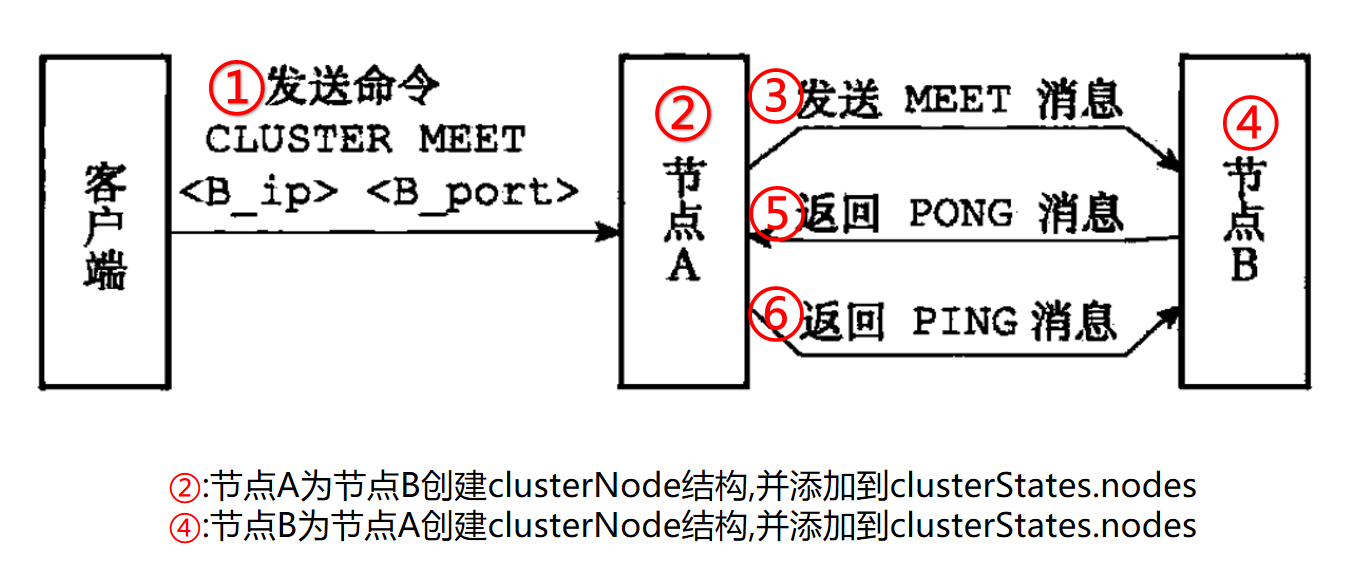 ①发送命令
CLUSTER MEET
<B_ip> <B_port>
客户端
②
节点A
③发送 MEET 消息
⑤返回 PONG 消息
⑥返回 PING 消息
④
节点B
②:节点A为节点B创建clusterNode结构,并添加到clusterStates.nodes
④:节点B为节点A创建clusterNode结构,并添加到clusterStates.nodes